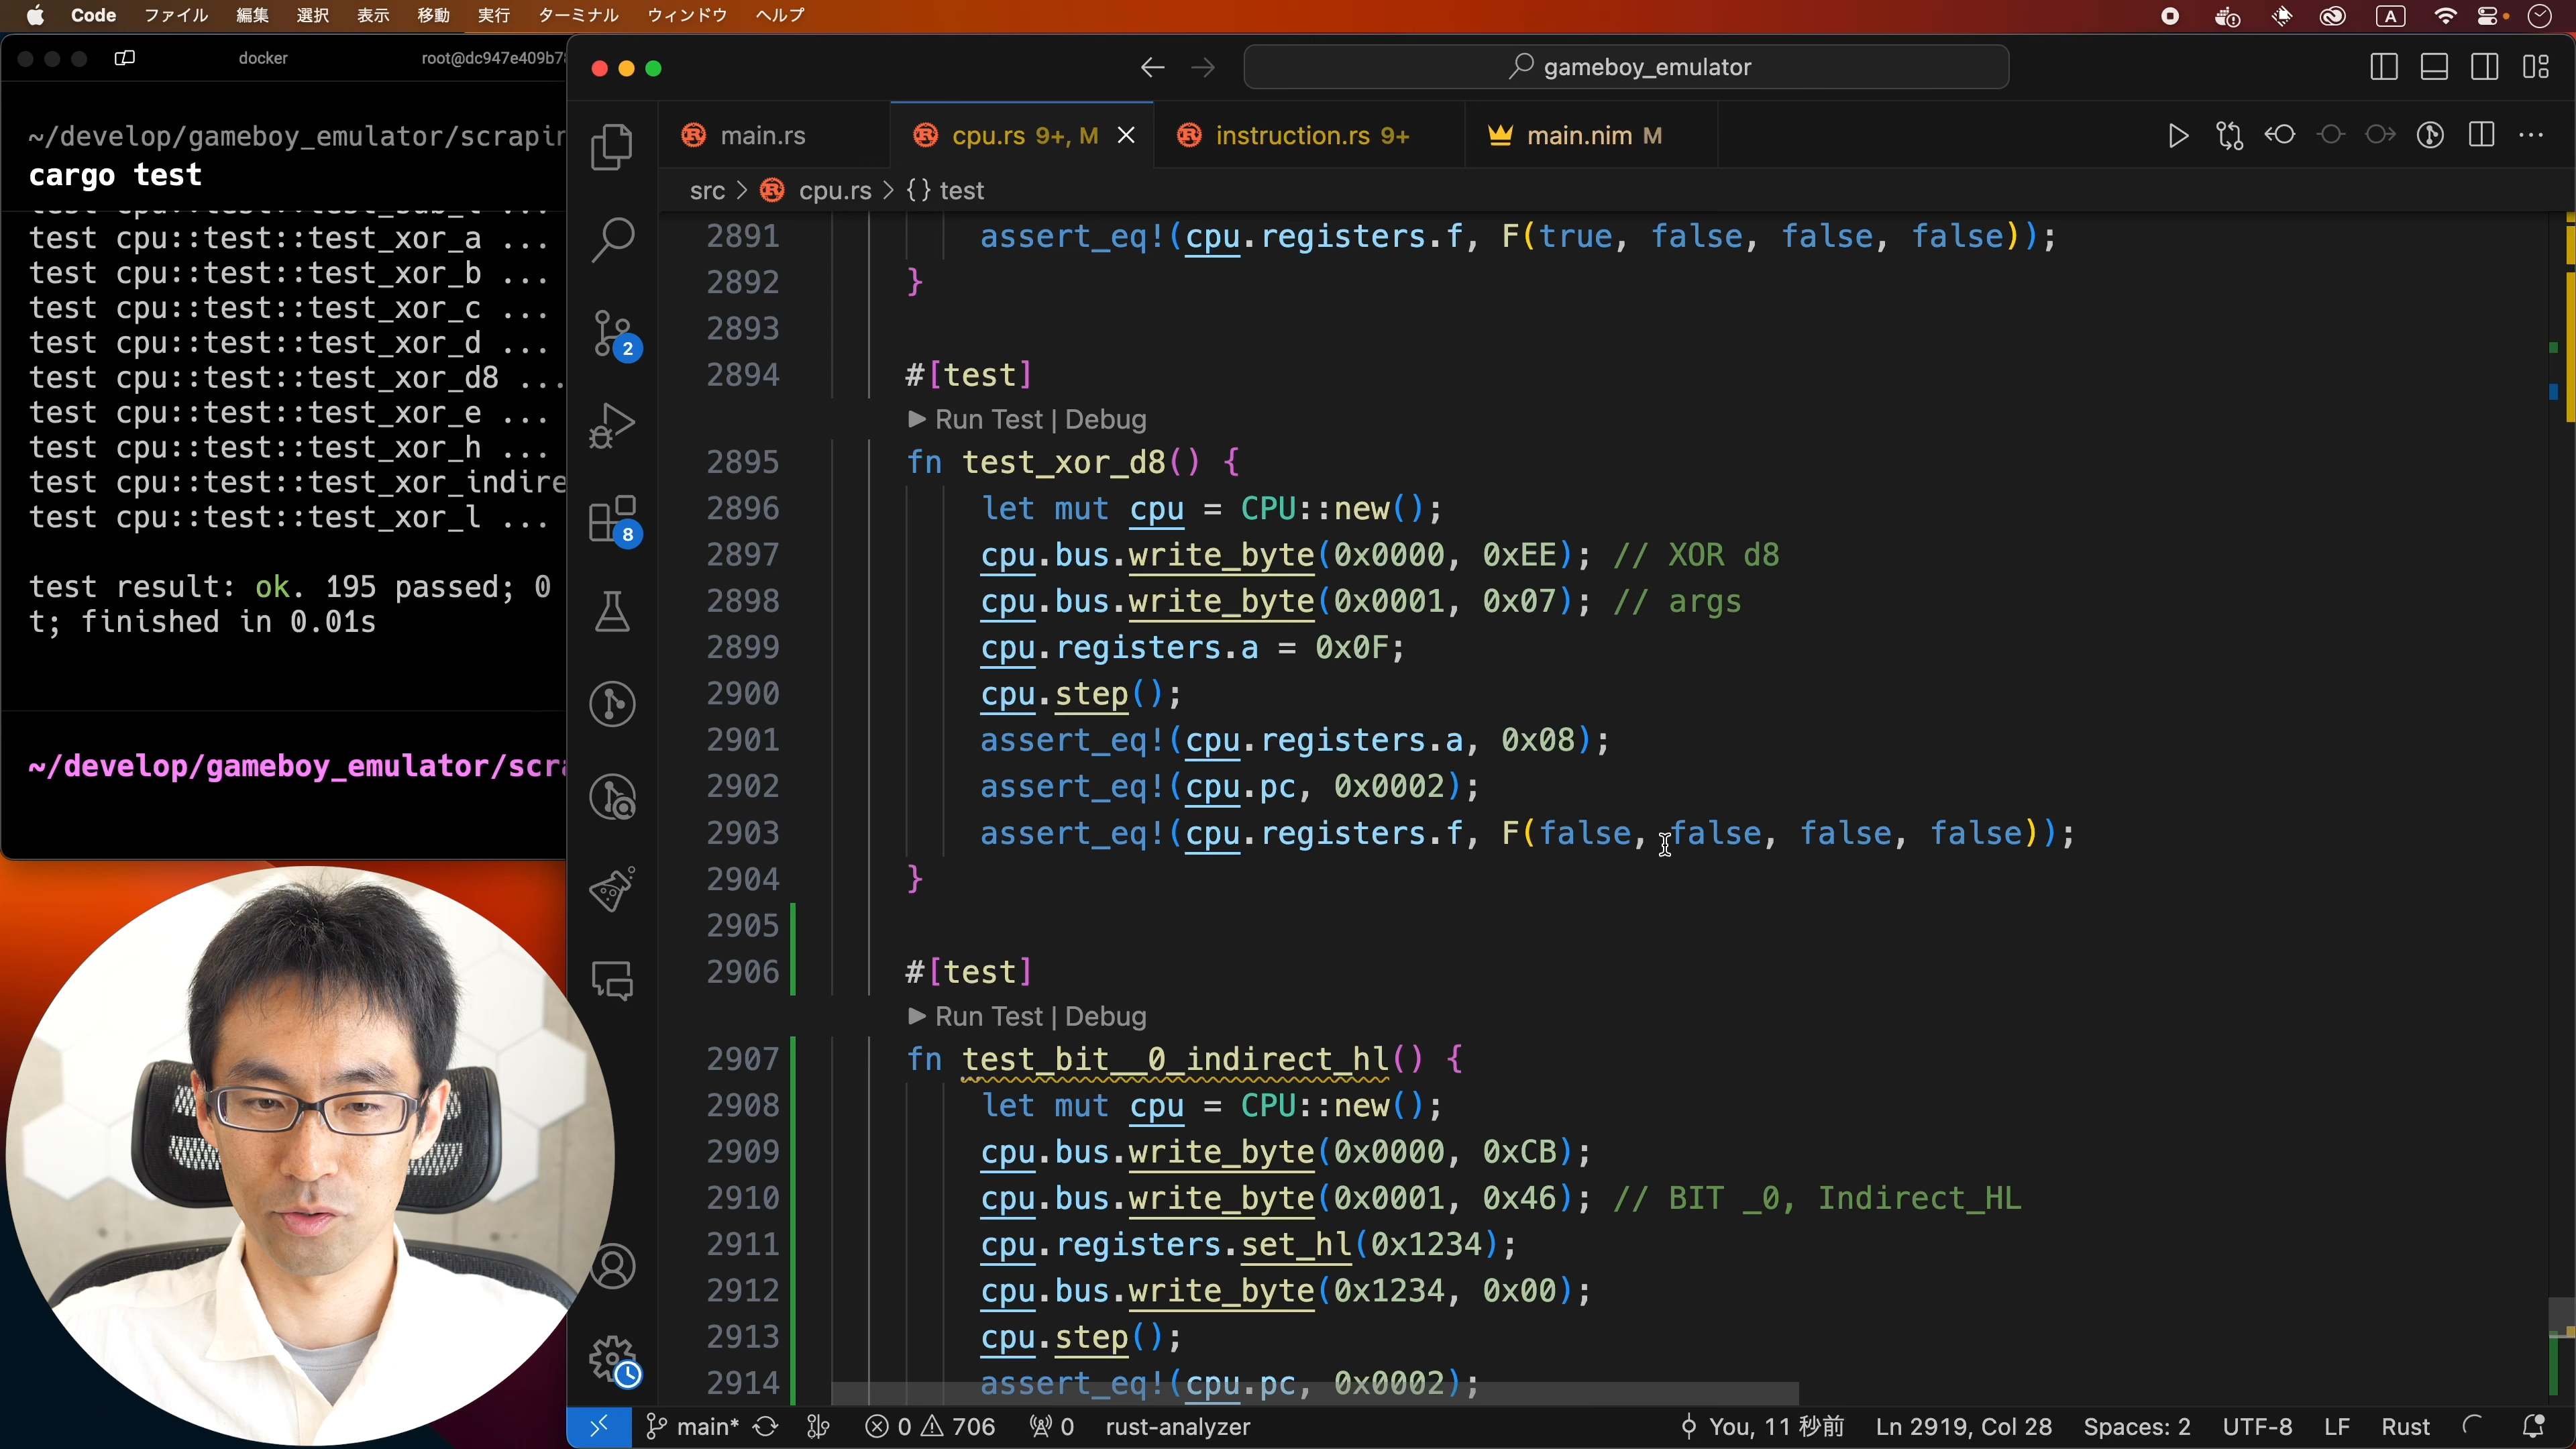 Code ファイル 編集 選択 表示 移動 実行 ターミナル ウィンドウ ヘルプ A
docker root@dc947e409b7
~/develop/gameboy_emulator/scrapin
cargo test
test cpu::test::test_xor_a ...
test cpu::test::test_xor_b ...
test cpu::test::test_xor_c ...
test cpu::test::test_xor_d ...
test cpu::test::test_xor_d8 ...
test cpu::test::test_xor_e ...
test cpu::test::test_xor_h ...
test cpu::test::test_xor_indire
test cpu::test::test_xor_l ...
test result: ok. 195 passed; 0
t; finished in 0.01s
~/develop/gameboy_emulator/scra
gameboy_emulator
main.rs cpu.rs 9+, M instruction.rs 9+ main.nim M
src > cpu.rs > {} test
2 8
2891 assert_eq!(cpu.registers.f, F(true, false, false, false));
2892 }
2893
2894 #[test]
Run Test | Debug
2895 fn test_xor_d8() {
2896 let mut cpu = CPU::new();
2897 cpu.bus.write_byte(0x0000, 0xEE); // XOR d8
2898 cpu.bus.write_byte(0x0001, 0x07); // args
2899 cpu.registers.a = 0x0F;
2900 cpu.step();
2901 assert_eq!(cpu.registers.a, 0x08);
2902 assert_eq!(cpu.pc, 0x0002);
2903 assert_eq!(cpu.registers.f, F(false, false, false, false));
2904 }
2905
2906 #[test]
Run Test | Debug
2907 fn test_bit__0_indirect_hl() {
2908 let mut cpu = CPU::new();
2909 cpu.bus.write_byte(0x0000, 0xCB);
2910 cpu.bus.write_byte(0x0001, 0x46); // BIT _0, Indirect_HL
2911 cpu.registers.set_hl(0x1234);
2912 cpu.bus.write_byte(0x1234, 0x00);
2913 cpu.step();
2914 assert_eq!(cpu.pc, 0x0002);
main* 0 706 0 rust-analyzer You, 11 秒前 Ln 2919, Col 28 Spaces: 2 UTF-8 LF Rust